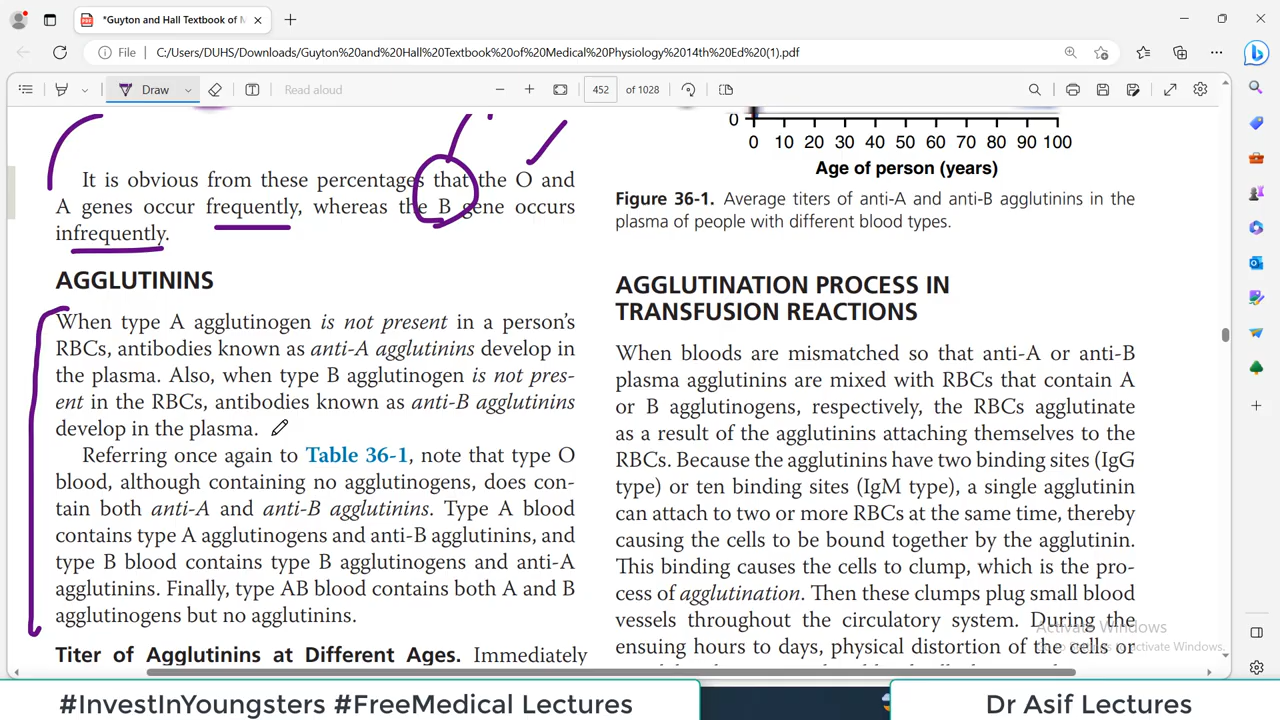 *Guyton and Hall Textbook of M
File
C:/Users/DUHS/Downloads/Guyton%20and%20Hall%20Textbook%20of%20Medical%20Physiology%2014th%20Ed%20(1).pdf
Draw
Read aloud
452 of 1028
It is obvious from these percentages that the O and
A genes occur frequently, whereas the B gene occurs
infrequently.
AGGLUTININS
When type A agglutinogen is not present in a person's
RBCs, antibodies known as anti-A agglutinins develop in
the plasma. Also, when type B agglutinogen is not pres-
ent in the RBCs, antibodies known as anti-B agglutinins
develop in the plasma.
Referring once again to Table 36-1, note that type O
blood, although containing no agglutinogens, does con-
tain both anti-A and anti-B agglutinins. Type A blood
contains type A agglutinogens and anti-B agglutinins, and
type B blood contains type B agglutinogens and anti-A
agglutinins. Finally, type AB blood contains both A and B
agglutinogens but no agglutinins.
Titer of Agglutinins at Different Ages. Immediately
0
0 10 20 30 40 50 60 70 80 90 100
Age of person (years)
Figure 36-1. Average titers of anti-A and anti-B agglutinins in the
plasma of people with different blood types.
AGGLUTINATION PROCESS IN
TRANSFUSION REACTIONS
When bloods are mismatched so that anti-A or anti-B
plasma agglutinins are mixed with RBCs that contain A
or B agglutinogens, respectively, the RBCs agglutinate
as a result of the agglutinins attaching themselves to the
RBCs. Because the agglutinins have two binding sites (IgG
type) or ten binding sites (IgM type), a single agglutinin
can attach to two or more RBCs at the same time, thereby
causing the cells to be bound together by the agglutinin.
This binding causes the cells to clump, which is the pro-
cess of agglutination. Then these clumps plug small blood
vessels throughout the circulatory system. During the
ensuing hours to days, physical distortion of the cells or
Activate Windows
#InvestInYoungsters #FreeMedical Lectures
Dr Asif Lectures